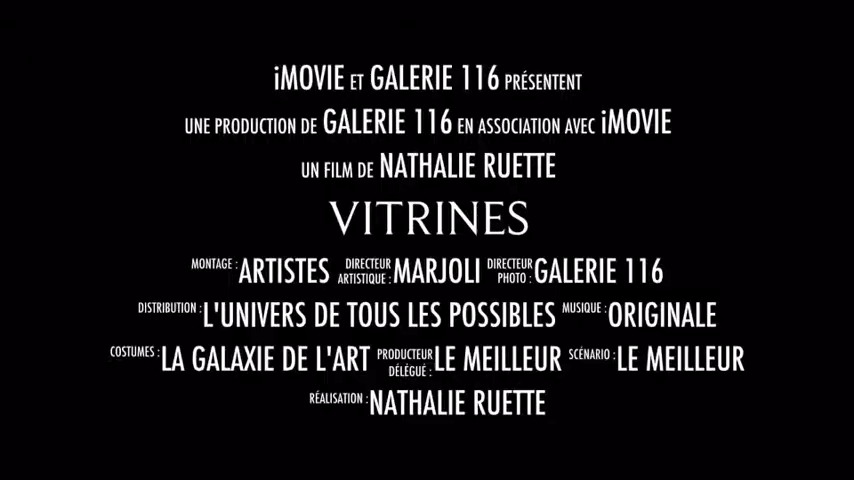 iMOVIE ET GALERIE 116 PRÉSENTENT
UNE PRODUCTION DE GALERIE 116 EN ASSOCIATION AVEC iMOVIE
UN FILM DE NATHALIE RUETTE
VITRINES
MONTAGE : ARTISTES DIRECTEUR ARTISTIQUE : MARJOLI DIRECTEUR PHOTO : GALERIE 116
DISTRIBUTION : L'UNIVERS DE TOUS LES POSSIBLES MUSIQUE : ORIGINALE
COSTUMES : LA GALAXIE DE L'ART PRODUCTEUR DÉLÉGUÉ : LE MEILLEUR SCÉNARIO : LE MEILLEUR
RÉALISATION : NATHALIE RUETTE